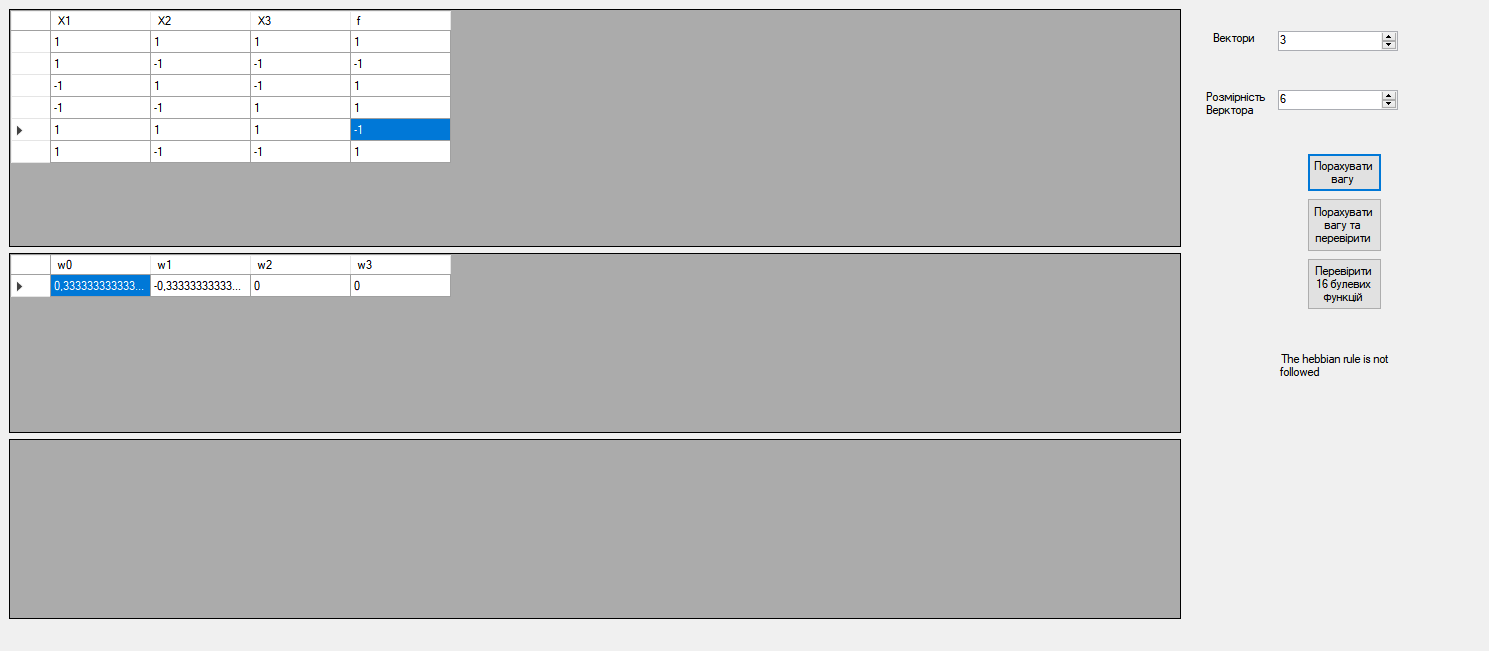 X1 X2 X3 f
1 1 1 1
1 -1 -1 -1
-1 1 -1 1
-1 -1 1 1
1 1 1 -1
1 -1 -1 1
w0 w1 w2 w3
0,333333333333... -0,33333333333... 0 0
Вектори 3
Розмірність
Верктора
6
Порахувати
вагу
Порахувати
вагу та
перевірити
Перевірити
16 булевих
функцій
The hebbian rule is not
followed